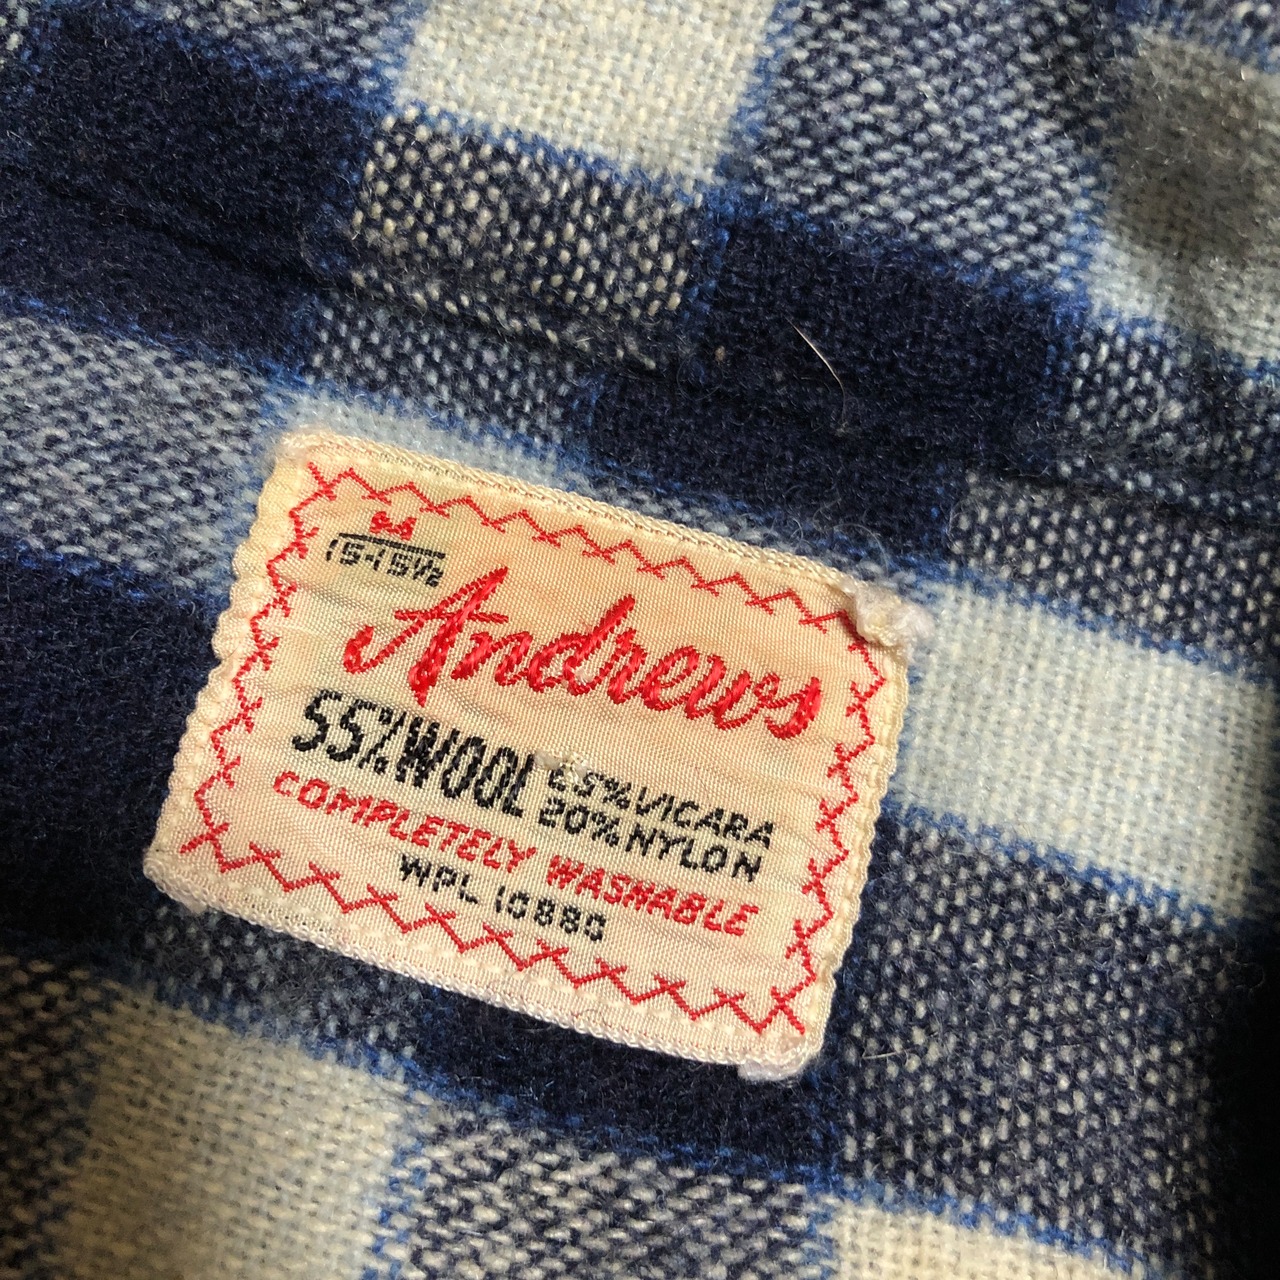 M
15-15½
Andrews
55% WOOL 25% VICARA
20% NYLON
COMPLETELY WASHABLE
WPL 10880